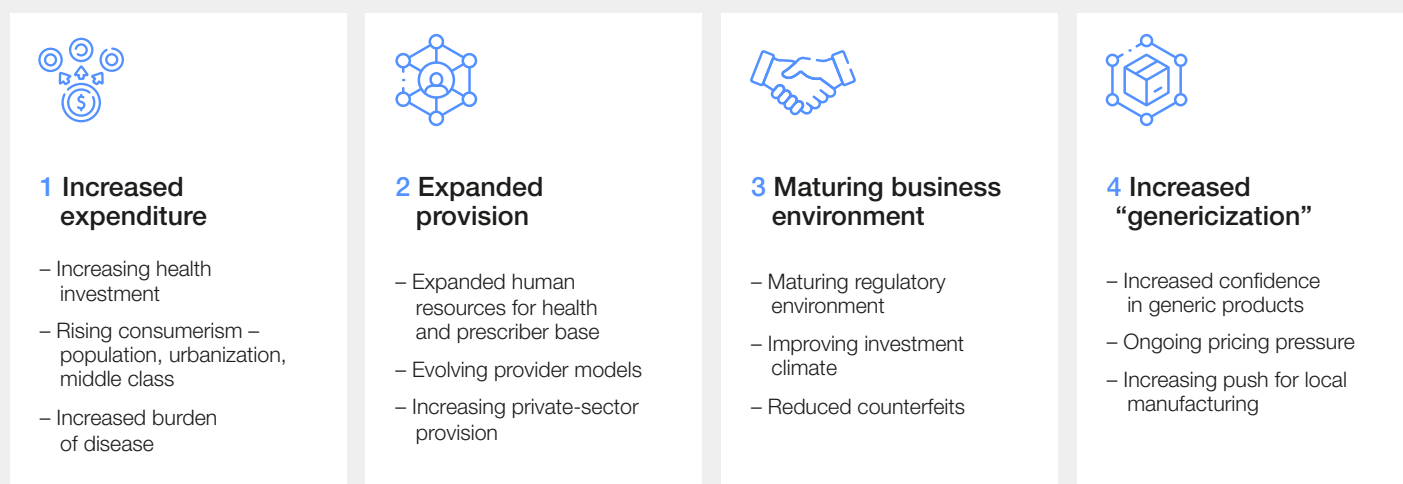 $
1 Increased
expenditure
– Increasing health
investment
– Rising consumerism –
population, urbanization,
middle class
– Increased burden
of disease
2 Expanded
provision
– Expanded human
resources for health
and prescriber base
– Evolving provider models
– Increasing private-sector
provision
3 Maturing business
environment
– Maturing regulatory
environment
– Improving investment
climate
– Reduced counterfeits
4 Increased
“genericization”
– Increased confidence
in generic products
– Ongoing pricing pressure
– Increasing push for local
manufacturing